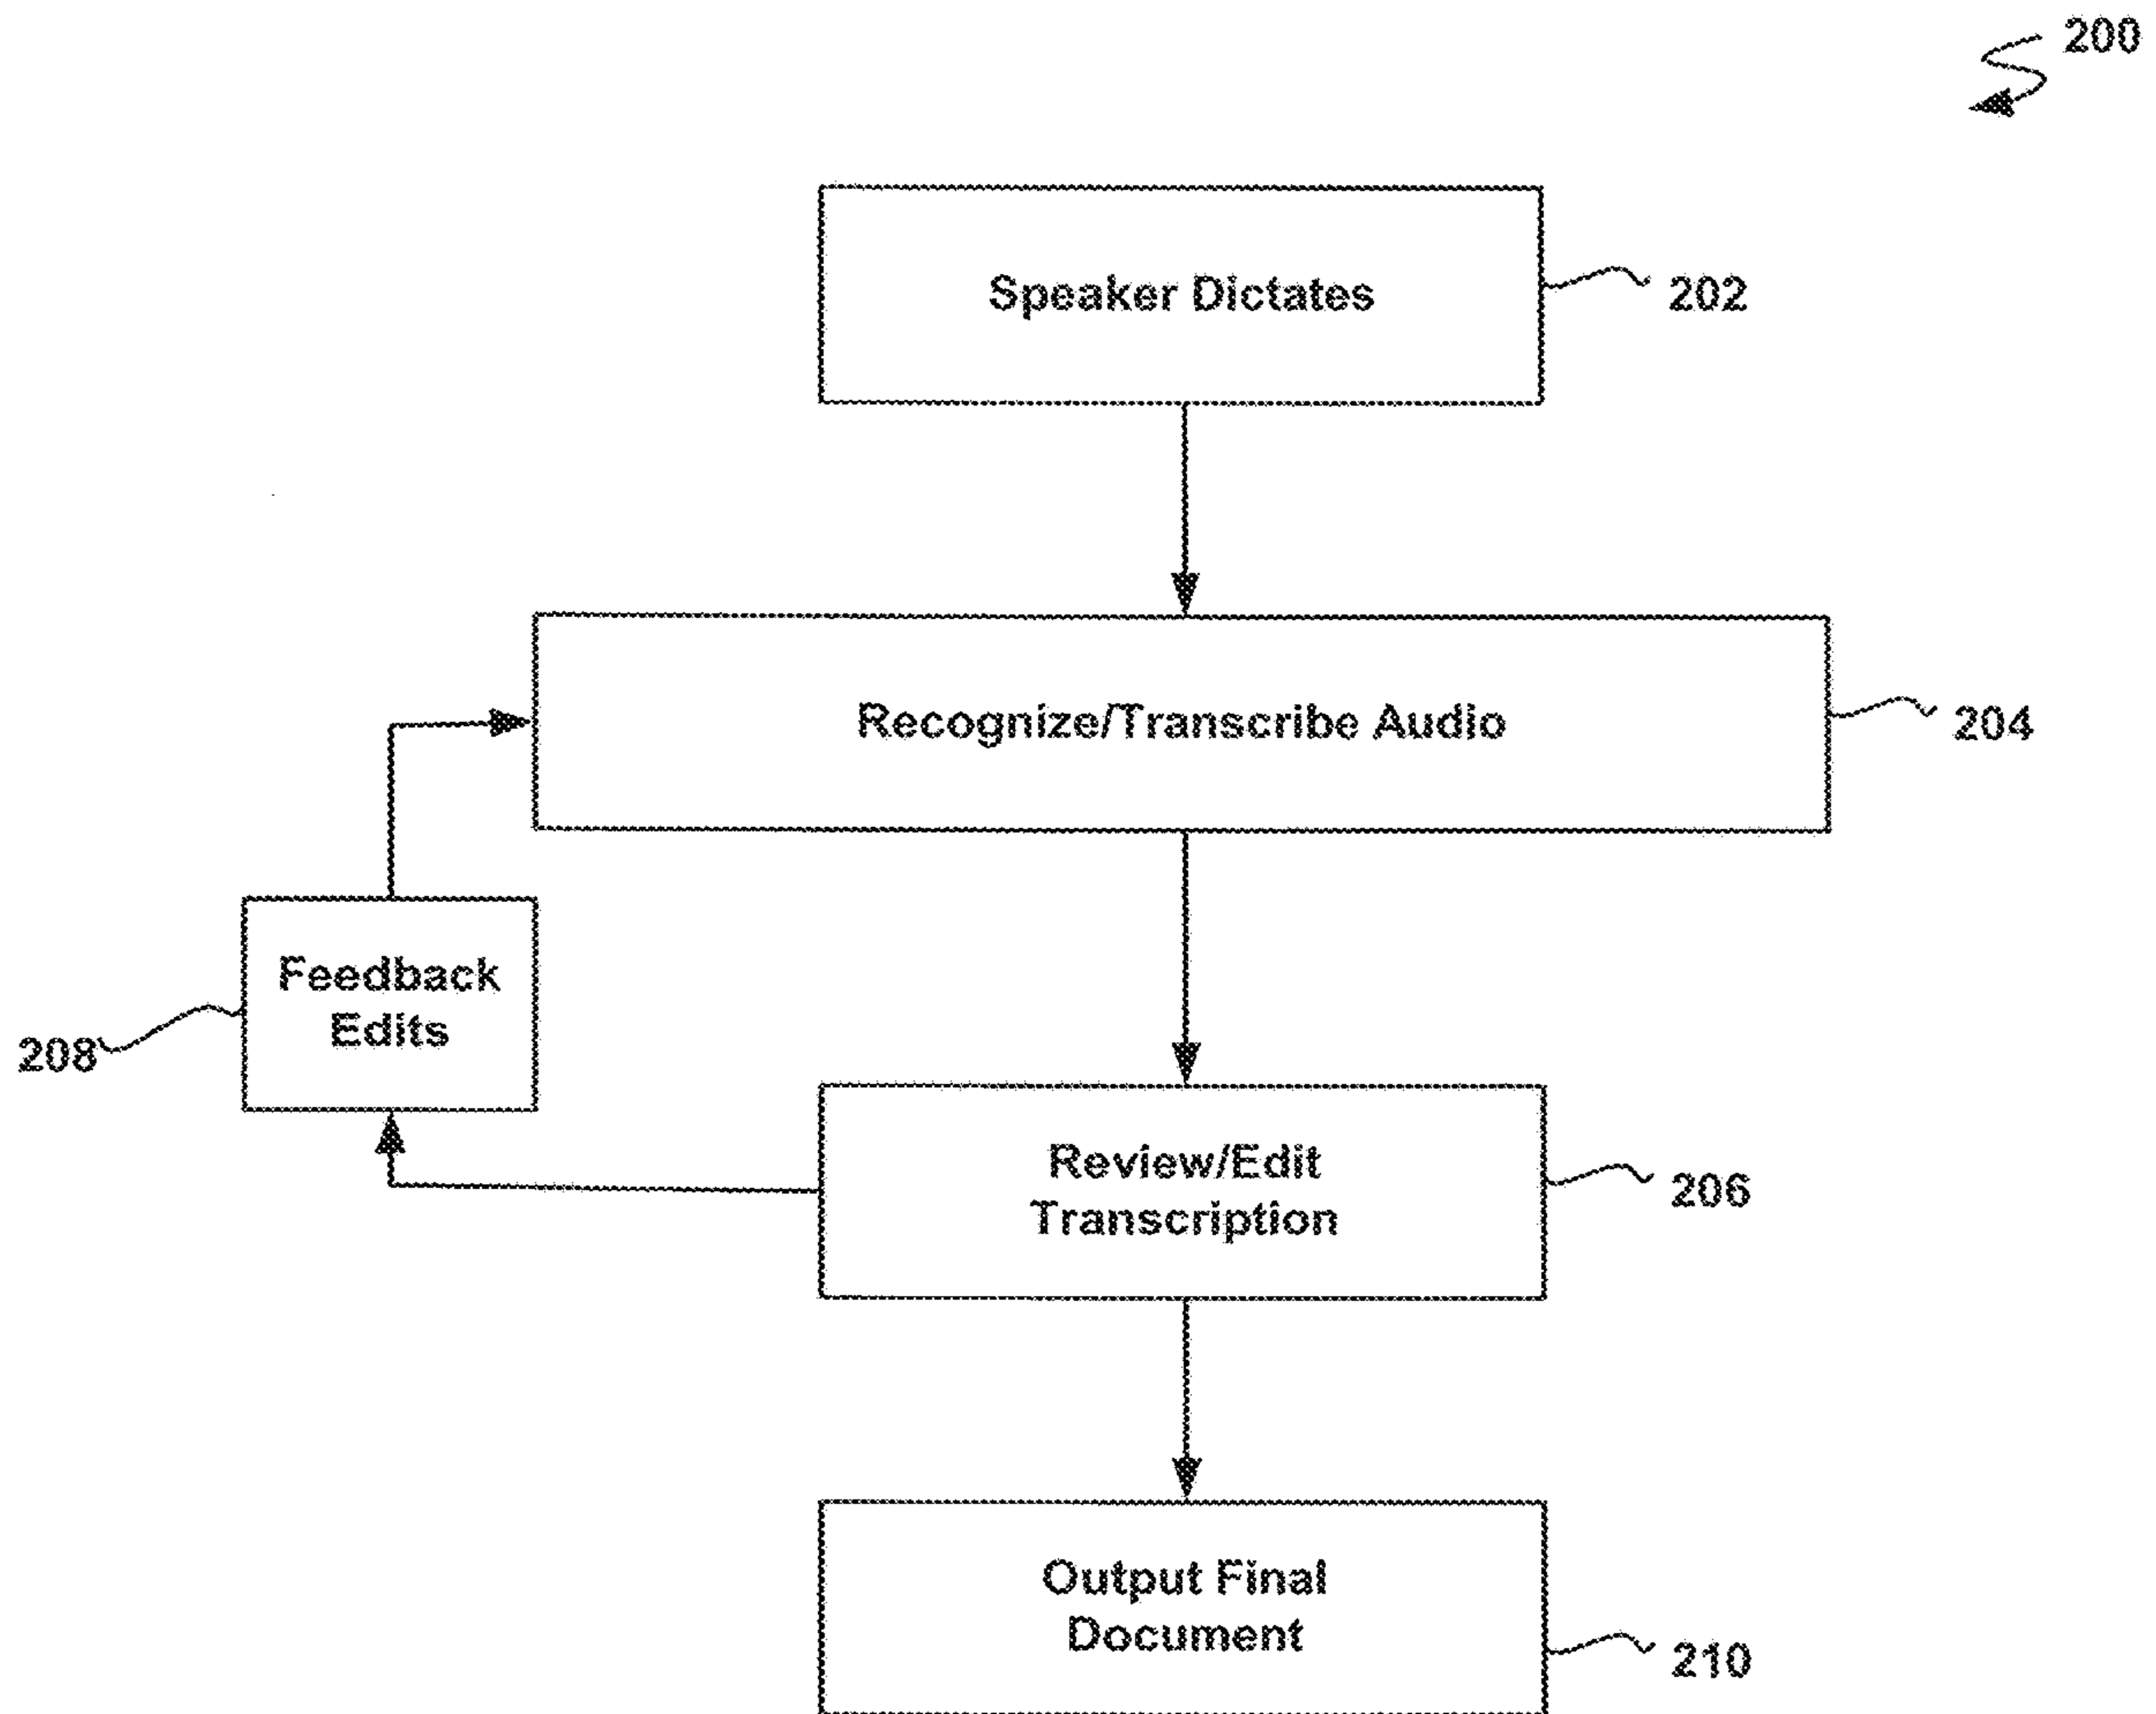 200
Speaker Dictates
202
Recognize/Transcribe Audio
204
Feedback
Edits
208
Review/Edit
Transcription
206
Output Final
Document
210